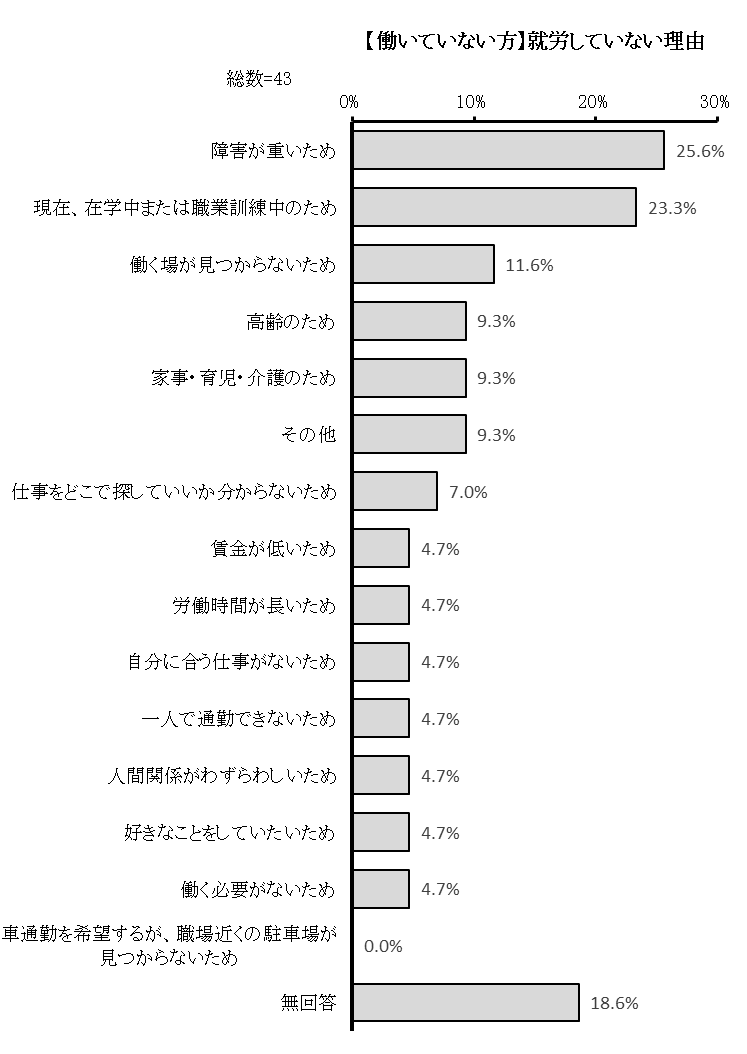 【働いていない方】就労していない理由
総数=43
0% 10% 20% 30%
障害が重いため 25.6%
現在、在学中または職業訓練中のため 23.3%
働く場が見つからないため 11.6%
高齢のため 9.3%
家事・育児・介護のため 9.3%
その他 9.3%
仕事をどこで探していいか分からないため 7.0%
賃金が低いため 4.7%
労働時間が長いため 4.7%
自分に合う仕事がないため 4.7%
一人で通勤できないため 4.7%
人間関係がわずらわしいため 4.7%
好きなことをしていたいため 4.7%
働く必要がないため 4.7%
車通勤を希望するが、職場近くの駐車場が
見つからないため 0.0%
無回答 18.6%